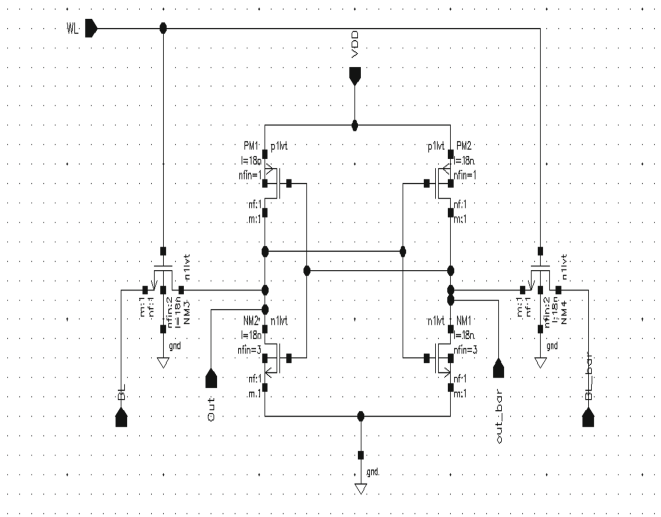 WL
VDD
PM1 p1lvt
l=18n
nfin=1
nf:1
m:1
p1lvt PM2
l=18n
nfin=1
nf:1
m:1
n1lvt
m:1
nf:1
nfin:2
l=18n
NM3
gnd
BL
Out
NM2 n1lvt
l=18n
nfin=3
nf:1
m:1
n1lvt NM1
l=18n
nfin=3
nf:1
m:1
out_bar
n1lvt
m:1
nf:1
nfin:2
l:18n
NM4
gnd
BL_bar
gnd